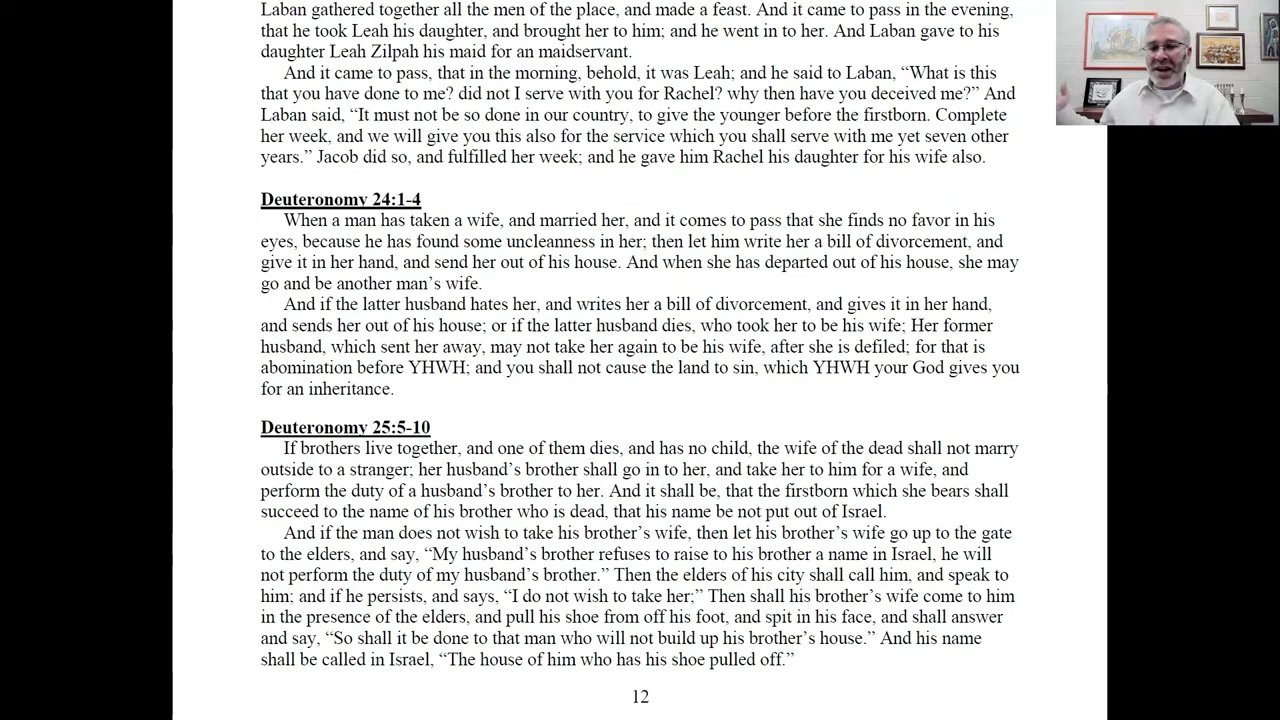 Laban gathered together all the men of the place, and made a feast. And it came to pass in the evening,
that he took Leah his daughter, and brought her to him; and he went in to her. And Laban gave to his
daughter Leah Zilpah his maid for an maidservant.
And it came to pass, that in the morning, behold, it was Leah; and he said to Laban, “What is this
that you have done to me? did not I serve with you for Rachel? why then have you deceived me?” And
Laban said, “It must not be so done in our country, to give the younger before the firstborn. Complete
her week, and we will give you this also for the service which you shall serve with me yet seven other
years.” Jacob did so, and fulfilled her week; and he gave him Rachel his daughter for his wife also.
Deuteronomy 24:1-4
When a man has taken a wife, and married her, and it comes to pass that she finds no favor in his
eyes, because he has found some uncleanness in her; then let him write her a bill of divorcement, and
give it in her hand, and send her out of his house. And when she has departed out of his house, she may
go and be another man’s wife.
And if the latter husband hates her, and writes her a bill of divorcement, and gives it in her hand,
and sends her out of his house; or if the latter husband dies, who took her to be his wife; Her former
husband, which sent her away, may not take her again to be his wife, after she is defiled; for that is
abomination before YHWH; and you shall not cause the land to sin, which YHWH your God gives you
for an inheritance.
Deuteronomy 25:5-10
If brothers live together, and one of them dies, and has no child, the wife of the dead shall not marry
outside to a stranger; her husband’s brother shall go in to her, and take her to him for a wife, and
perform the duty of a husband’s brother to her. And it shall be, that the firstborn which she bears shall
succeed to the name of his brother who is dead, that his name be not put out of Israel.
And if the man does not wish to take his brother’s wife, then let his brother’s wife go up to the gate
to the elders, and say, “My husband’s brother refuses to raise to his brother a name in Israel, he will
not perform the duty of my husband’s brother.” Then the elders of his city shall call him, and speak to
him; and if he persists, and says, “I do not wish to take her;” Then shall his brother’s wife come to him
in the presence of the elders, and pull his shoe from off his foot, and spit in his face, and shall answer
and say, “So shall it be done to that man who will not build up his brother’s house.” And his name
shall be called in Israel, “The house of him who has his shoe pulled off.”
12